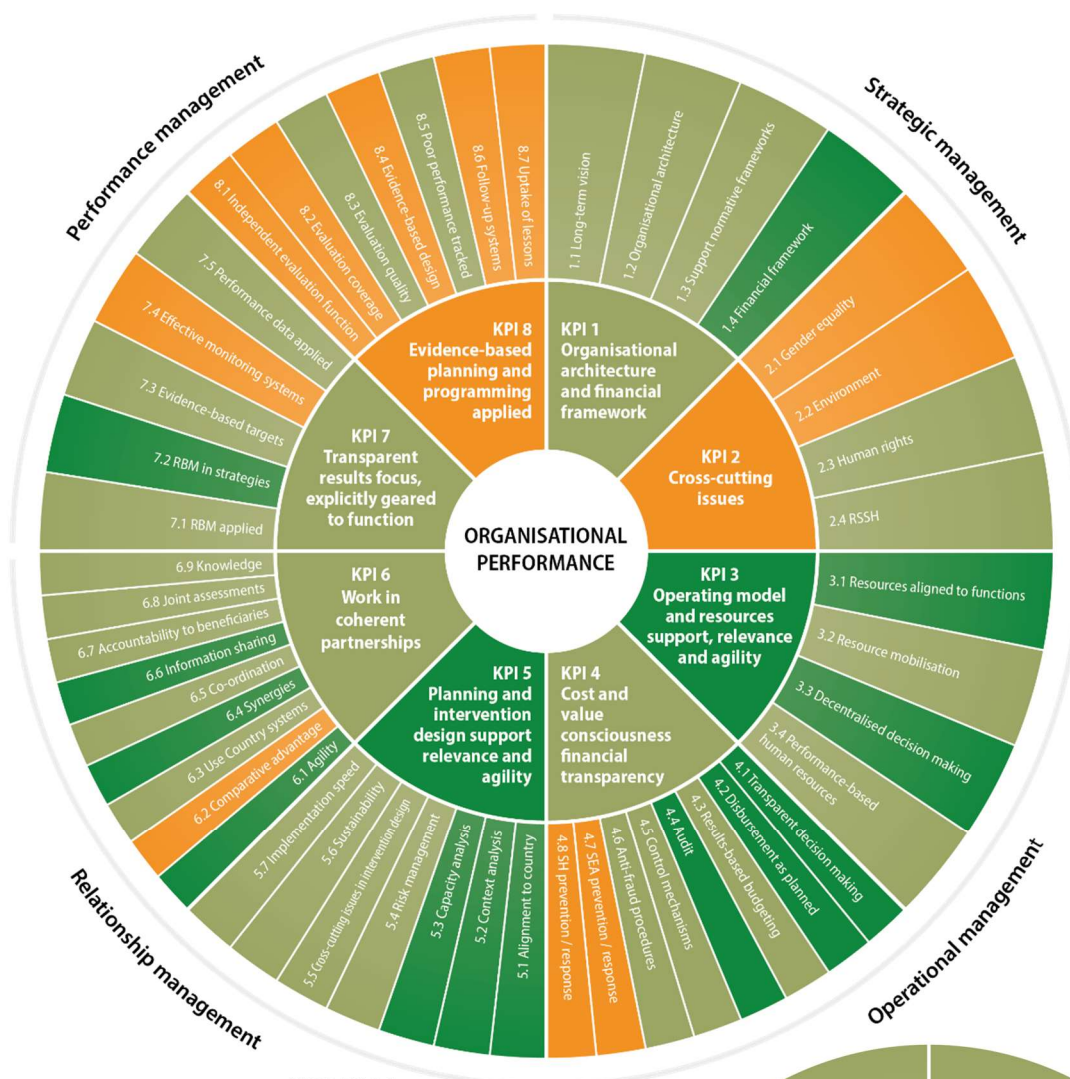 Performance management
Strategic management
Operational management
Relationship management
ORGANISATIONAL
PERFORMANCE
KPI 1
Organisational
architecture
and financial
framework
1.1 Long-term vision
1.2 Organisational architecture
1.3 Support normative frameworks
1.4 Financial framework
KPI 2
Cross-cutting
issues
2.1 Gender equality
2.2 Environment
2.3 Human rights
2.4 RSSH
KPI 3
Operating model
and resources
support, relevance
and agility
3.1 Resources aligned to functions
3.2 Resource mobilisation
3.3 Decentralised decision making
3.4 Performance-based
human resources
KPI 4
Cost and
value
consciousness
financial
transparency
4.1 Transparent decision making
4.2 Disbursement as planned
4.3 Results-based budgeting
4.4 Audit
4.5 Control mechanisms
4.6 Anti-fraud procedures
4.7 SEA prevention / response
4.8 SH prevention / response
KPI 5
Planning and
intervention
design support
relevance and
agility
5.1 Alignment to country
5.2 Context analysis
5.3 Capacity analysis
5.4 Risk management
5.5 Cross-cutting issues in intervention design
5.6 Sustainability
5.7 Implementation speed
KPI 6
Work in
coherent
partnerships
6.1 Agility
6.2 Comparative advantage
6.3 Use Country systems
6.4 Synergies
6.5 Co-ordination
6.6 Information sharing
6.7 Accountability to beneficiaries
6.8 Joint assessments
6.9 Knowledge
KPI 7
Transparent
results focus,
explicitly geared
to function
7.1 RBM applied
7.2 RBM in strategies
7.3 Evidence-based targets
7.4 Effective monitoring systems
7.5 Performance data applied
KPI 8
Evidence-based
planning and
programming
applied
8.1 Independent evaluation function
8.2 Evaluation coverage
8.3 Evaluation quality
8.4 Evidence-based design
8.5 Poor performance tracked
8.6 Follow-up systems
8.7 Uptake of lessons